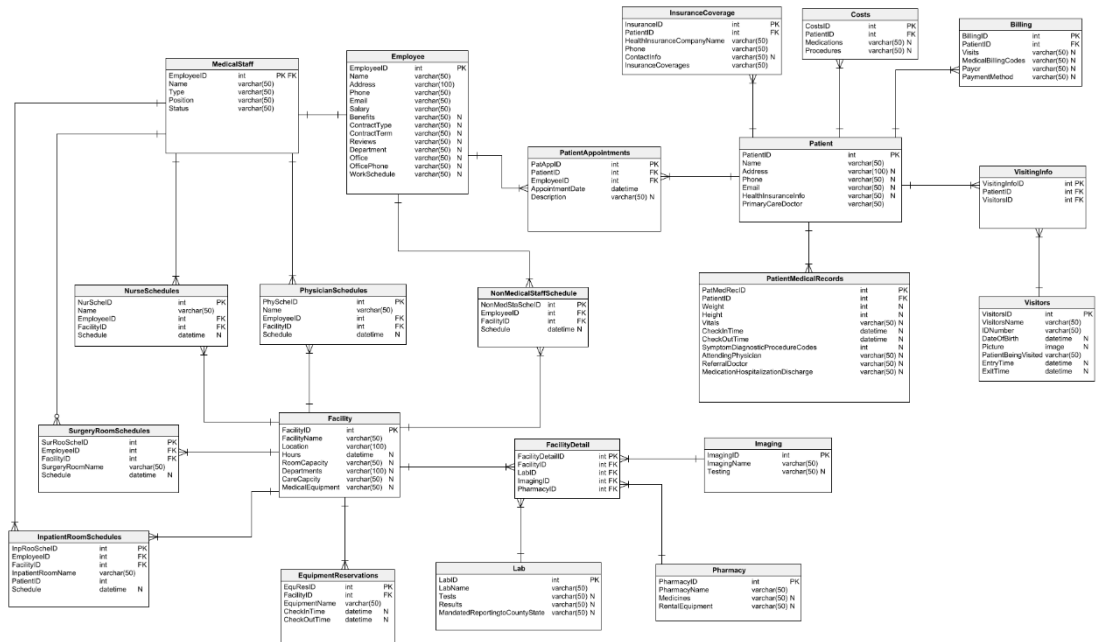 InsuranceCoverage
InsuranceID int PK
PatientID int FK
HealthInsuranceCompanyName varchar(50)
Phone varchar(50)
ContactInfo varchar(50) N
InsuranceCoverages varchar(50)
Costs
CostsID int PK
PatientID int FK
Medications varchar(50) N
Procedures varchar(50) N
Billing
BillingID int PK
PatientID int FK
Visits varchar(50) N
MedicalBillingCodes varchar(50) N
Payor varchar(50) N
PaymentMethod varchar(50) N
MedicalStaff
EmployeeID int PK FK
Name varchar(50)
Type varchar(50)
Position varchar(50)
Status varchar(50)
Employee
EmployeeID int PK
Name varchar(50)
Address varchar(100)
Phone varchar(50)
Email varchar(50)
Salary varchar(50)
Benefits varchar(50) N
ContractType varchar(50) N
ContractTerm varchar(50) N
Reviews varchar(50) N
Department varchar(50) N
Office varchar(50) N
OfficePhone varchar(50) N
WorkSchedule varchar(50) N
PatientAppointments
PatAppID int PK
PatientID int FK
EmployeeID int FK
AppointmentDate datetime
Description varchar(50) N
Patient
PatientID int PK
Name varchar(50)
Address varchar(100) N
Phone varchar(50) N
Email varchar(50) N
HealthInsuranceInfo varchar(50) N
PrimaryCareDoctor varchar(50)
VisitingInfo
VisitingInfoID int PK
PatientID int FK
VisitorsID int FK
NurseSchedules
NurScheID int PK
Name varchar(50)
EmployeeID int FK
FacilityID int FK
Schedule datetime N
PhysicianSchedules
PhyScheID int PK
Name varchar(50)
EmployeeID int FK
FacilityID int FK
Schedule datetime N
NonMedicalStaffSchedule
NonMedStaScheID int PK
EmployeeID int FK
FacilityID int FK
Schedule datetime N
PatientMedicalRecords
PatMedRecID int PK
PatientID int FK
Weight int N
Height int N
Vitals varchar(50) N
CheckInTime datetime N
CheckOutTime datetime N
SymptomDiagnosticProcedureCodes int N
AttendingPhysician varchar(50) N
ReferralDoctor varchar(50) N
MedicationHospitalizationDischarge varchar(50) N
Visitors
VisitorsID int PK
VisitorsName varchar(50)
IDNumber varchar(50)
DateOfBirth datetime N
Picture image N
PatientBeingVisited varchar(50)
EntryTime datetime N
ExitTime datetime N
SurgeryRoomSchedules
SurRooScheID int PK
EmployeeID int FK
FacilityID int FK
SurgeryRoomName varchar(50)
Schedule datetime N
Facility
FacilityID int PK
FacilityName varchar(50)
Location varchar(100)
Hours datetime N
RoomCapacity varchar(50) N
Departments varchar(100) N
CareCapcity varchar(50) N
MedicalEquipment varchar(50) N
FacilityDetail
FacilityDetailID int PK
FacilityID int FK
LabID int FK
ImagingID int FK
PharmacyID int FK
Imaging
ImagingID int PK
ImagingName varchar(50)
Testing varchar(50) N
InpatientRoomSchedules
InpRooScheID int PK
EmployeeID int FK
FacilityID int FK
InpatientRoomName varchar(50)
PatientID int
Schedule datetime N
EquipmentReservations
EquResID int PK
FacilityID int FK
EquipmentName varchar(50)
CheckInTime datetime N
CheckOutTime datetime N
Lab
LabID int PK
LabName varchar(50)
Tests varchar(50) N
Results varchar(50) N
MandatedReportingtoCountyState varchar(50) N
Pharmacy
PharmacyID int PK
PharmacyName varchar(50)
Medicines varchar(50) N
RentalEquipment varchar(50) N